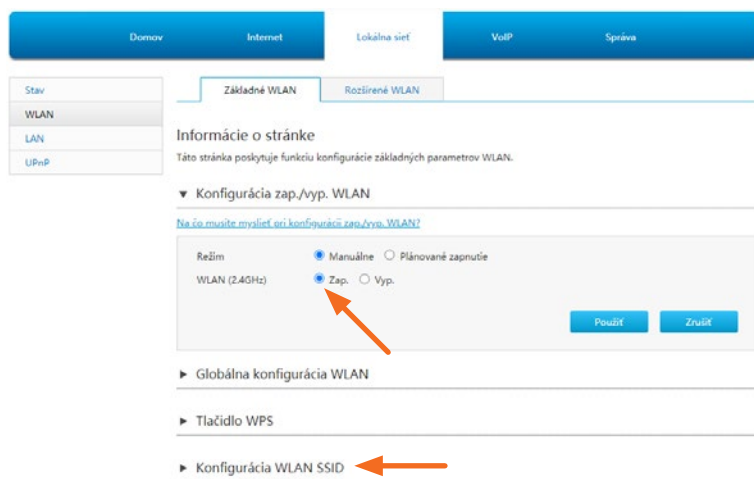 Domov Internet Lokálna sieť VoIP Správa
Stav
WLAN
LAN
UPnP
Základné WLAN Rozšírené WLAN
Informácie o stránke
Táto stránka poskytuje funkciu konfigurácie základných parametrov WLAN.
Konfigurácia zap./vyp. WLAN
Na čo musíte myslieť pri konfigurácii zap./vyp. WLAN?
Režim Manuálne Plánované zapnutie
WLAN (2.4GHz) Zap. Vyp.
Použiť Zrušiť
Globálna konfigurácia WLAN
Tlačidlo WPS
Konfigurácia WLAN SSID